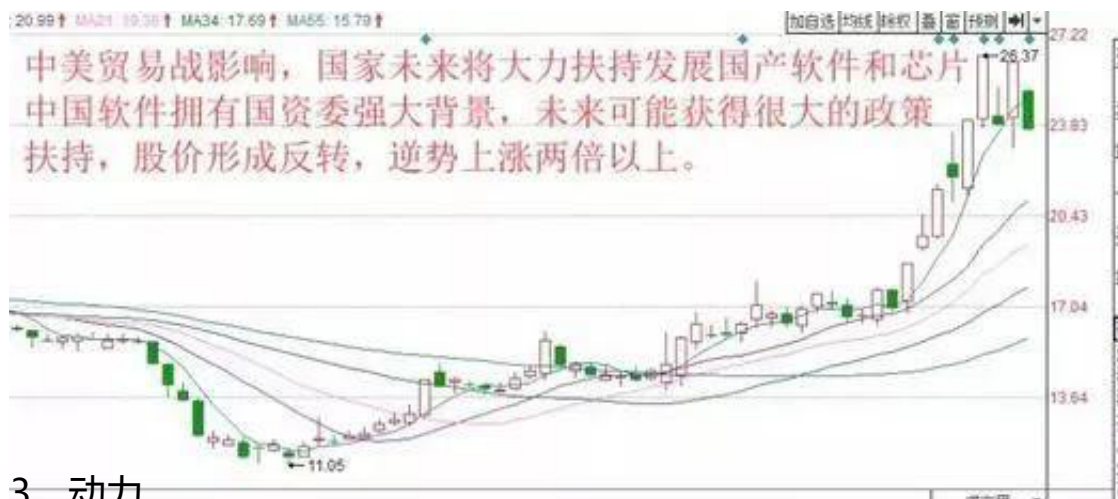 20.99↑ MA21: 19.38↑ MA34: 17.69↑ MA55: 15.79↑ 加自选 均线 除权 叠 窗 预测
27.22
中美贸易战影响，国家未来将大力扶持发展国产软件和芯片
26.37
中国软件拥有国资委强大背景，未来可能获得很大的政策
23.83
扶持，股价形成反转，逆势上涨两倍以上。
20.43
17.04
13.64
11.05
3、动力